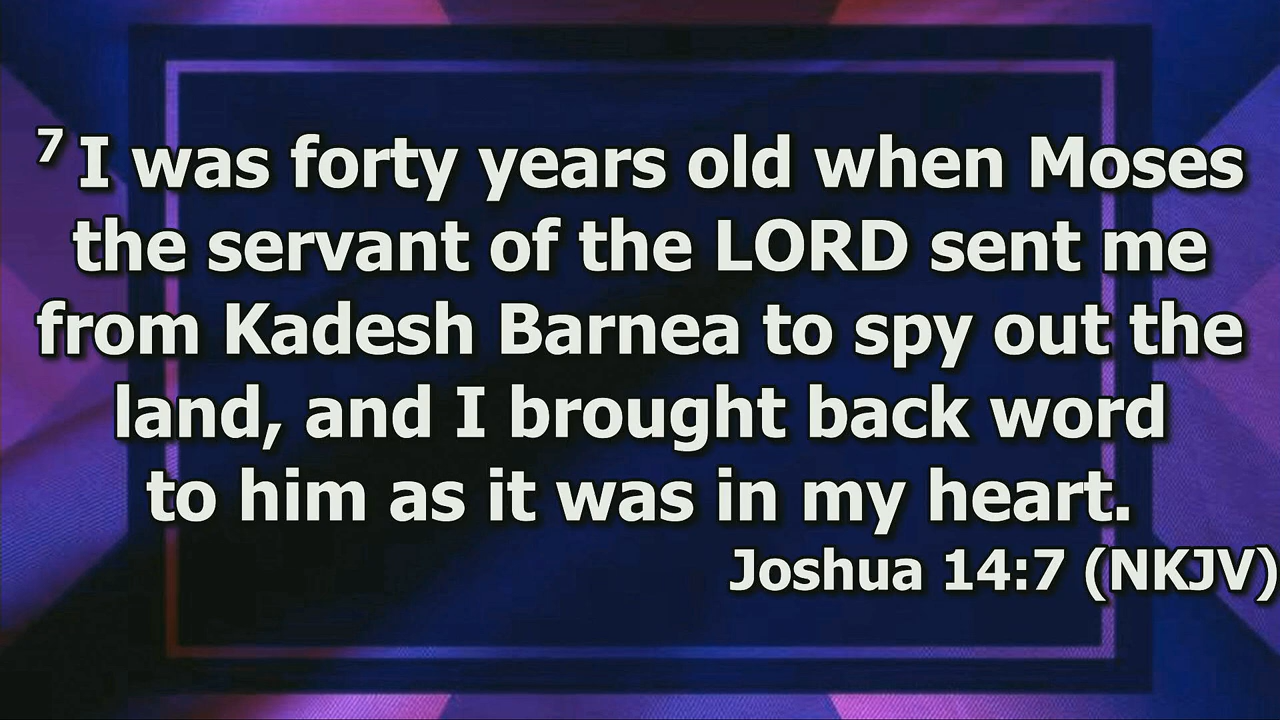 7 I was forty years old when Moses
the servant of the LORD sent me
from Kadesh Barnea to spy out the
land, and I brought back word
to him as it was in my heart.
Joshua 14:7 (NKJV)